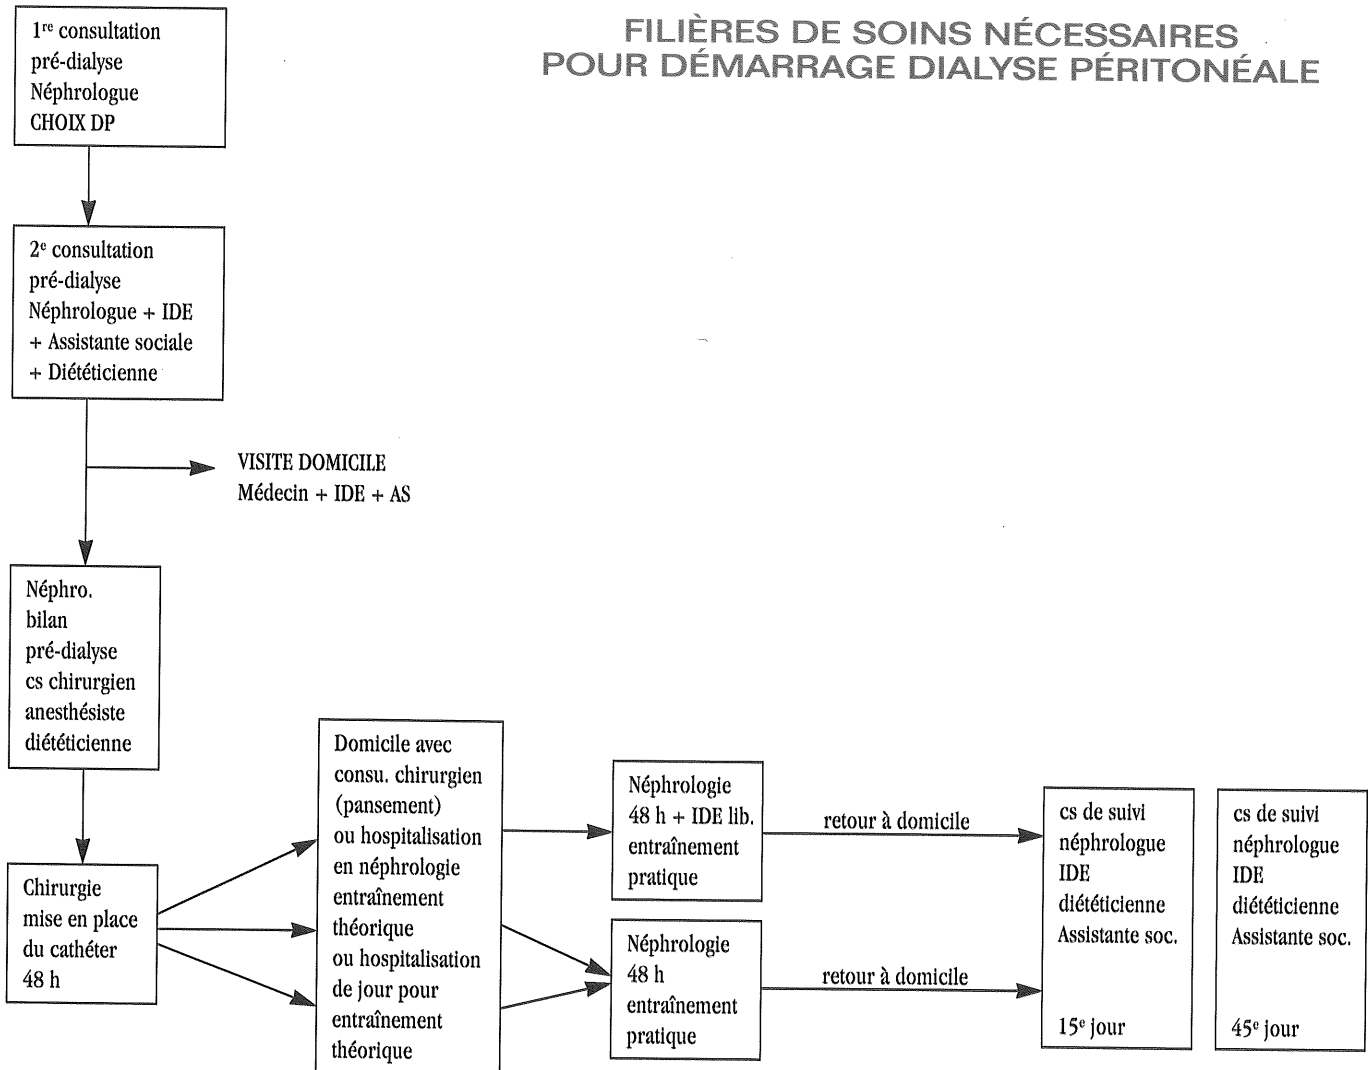 FILIÈRES DE SOINS NÉCESSAIRES
POUR DÉMARRAGE DIALYSE PÉRITONÉALE
1re consultation
pré-dialyse
Néphrologue
CHOIX DP
2e consultation
pré-dialyse
Néphrologue + IDE
+ Assistante sociale
+ Diététicienne
VISITE DOMICILE
Médecin + IDE + AS
Néphro.
bilan
pré-dialyse
cs chirurgien
anesthésiste
diététicienne
Chirurgie
mise en place
du cathéter
48 h
Domicile avec
consu. chirurgien
(pansement)
ou hospitalisation
en néphrologie
entraînement
théorique
ou hospitalisation
de jour pour
entraînement
théorique
Néphrologie
48 h + IDE lib.
entraînement
pratique
retour à domicile
Néphrologie
48 h
entraînement
pratique
retour à domicile
cs de suivi
néphrologue
IDE
diététicienne
Assistante soc.
15e jour
cs de suivi
néphrologue
IDE
diététicienne
Assistante soc.
45e jour